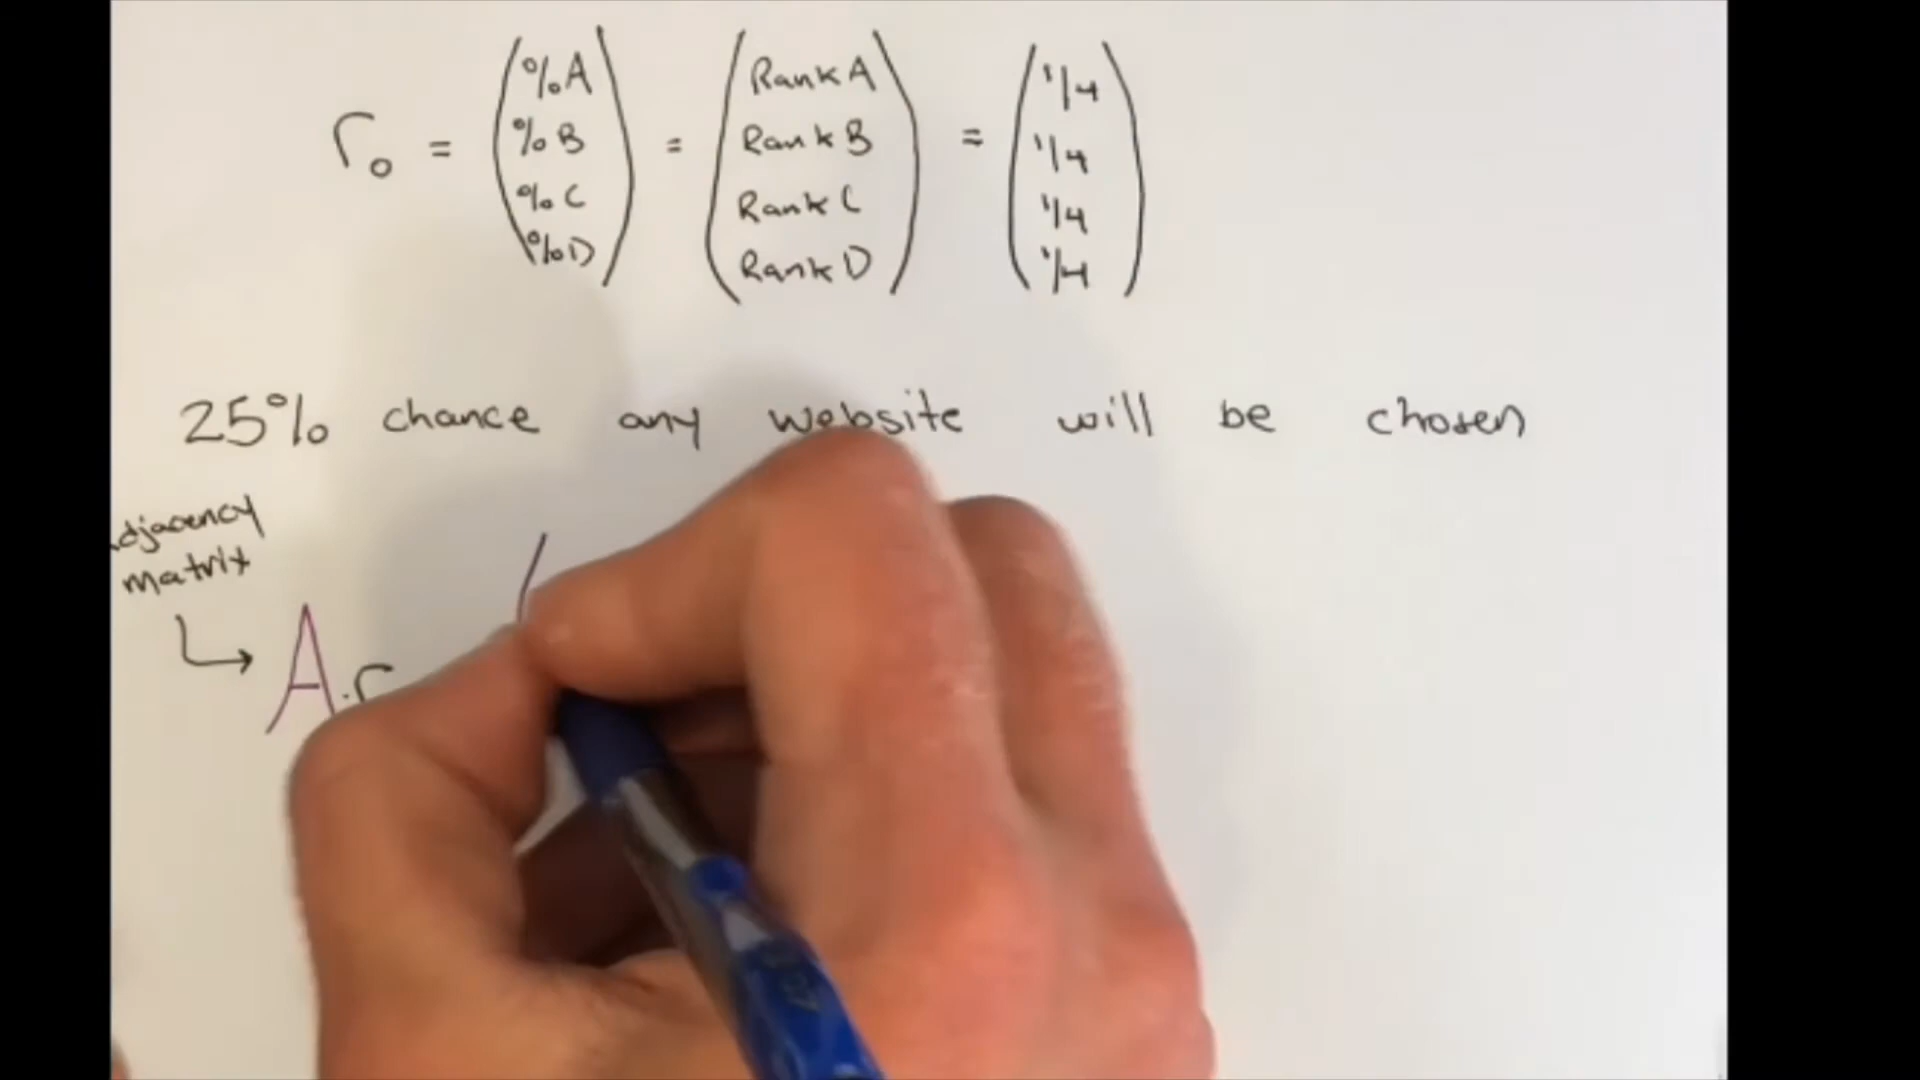 r₀ = (%A %B %C %D) = (Rank A Rank B Rank C Rank D) = (1/4 1/4 1/4 1/4)
25% chance any website will be chosen
djacency
matrix
A·r